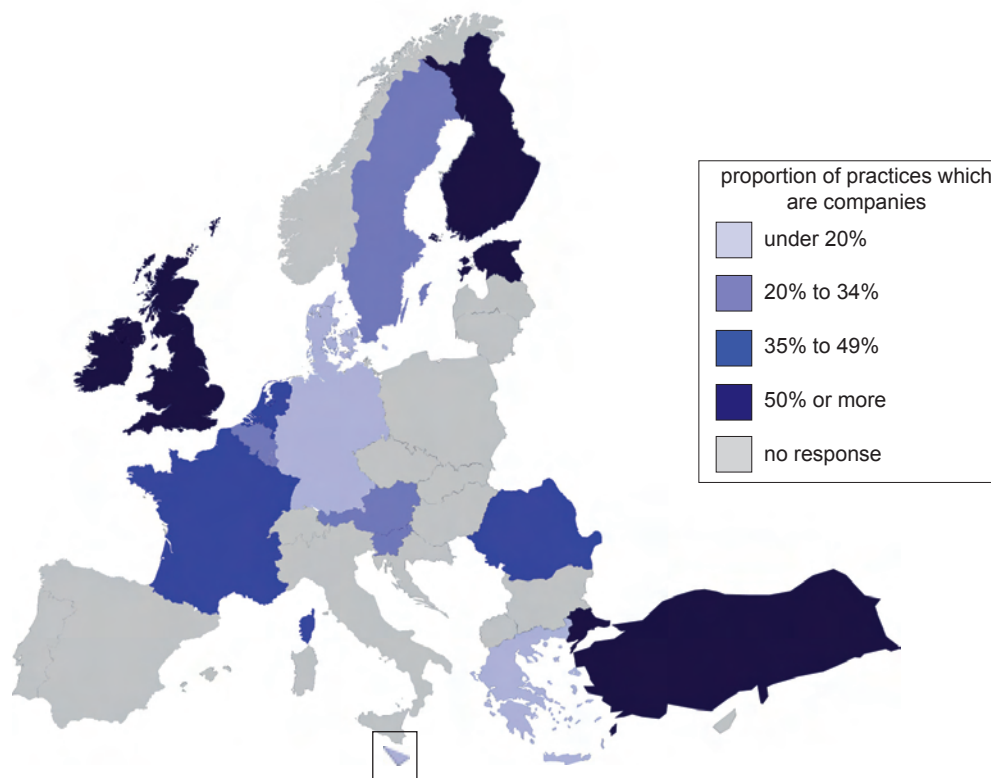 proportion of practices which
are companies
under 20%
20% to 34%
35% to 49%
50% or more
no response